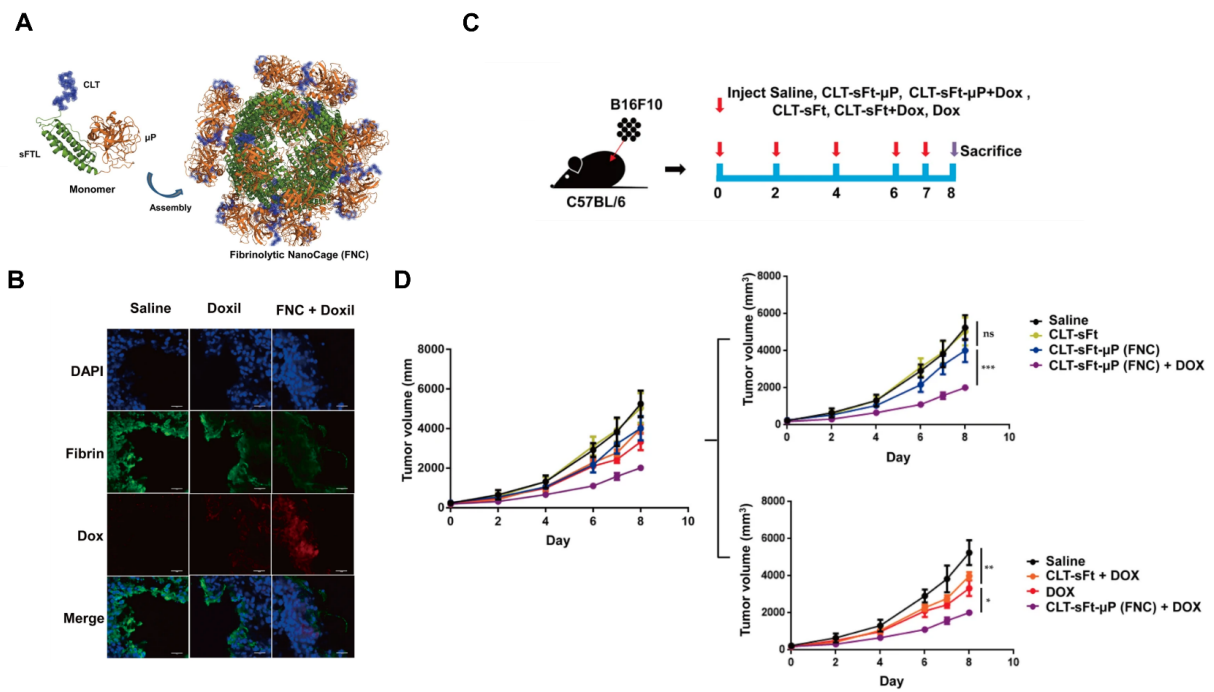 A
CLT
sFTL
μP
Monomer
Assembly
Fibrinolytic NanoCage (FNC)
B
Saline Doxil FNC + Doxil
DAPI
Fibrin
Dox
Merge
C
B16F10
C57BL/6
Inject Saline, CLT-sFt-μP, CLT-sFt-μP+Dox ,
CLT-sFt, CLT-sFt+Dox, Dox
Sacrifice
0 2 4 6 7 8
D
Tumor volume (mm
8000
6000
4000
2000
0
0 2 4 6 8 10
Day
Tumor volume (mm³)
8000
6000
4000
2000
0
0 2 4 6 8 10
Day
ns
***
Saline
CLT-sFt
CLT-sFt-μP (FNC)
CLT-sFt-μP (FNC) + DOX
Tumor volume (mm³)
8000
6000
4000
2000
0
0 2 4 6 8 10
Day
**
*
Saline
CLT-sFt + DOX
DOX
CLT-sFt-μP (FNC) + DOX